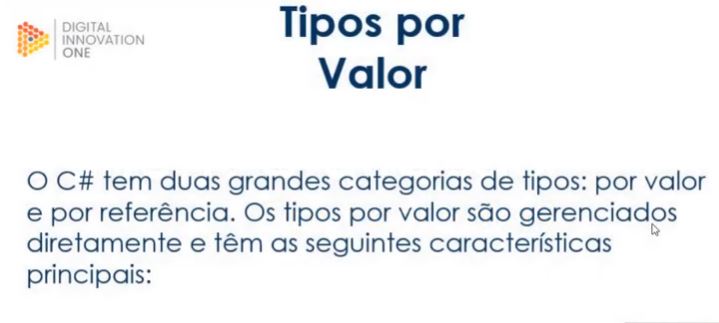 DIGITAL
INNOVATION
ONE
Tipos por
Valor
O C# tem duas grandes categorias de tipos: por valor
e por referência. Os tipos por valor são gerenciados
diretamente e têm as seguintes características
principais: